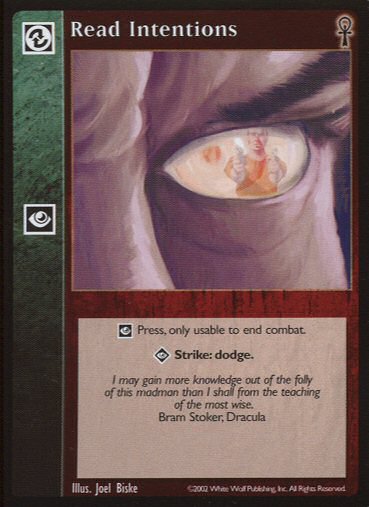 Read Intentions
Press, only usable to end combat.
Strike: dodge.
I may gain more knowledge out of the folly
of this madman than I shall from the teaching
of the most wise.
Bram Stoker, Dracula
Illus. Joel Biske
©2002 White Wolf Publishing, Inc. All Rights Reserved.